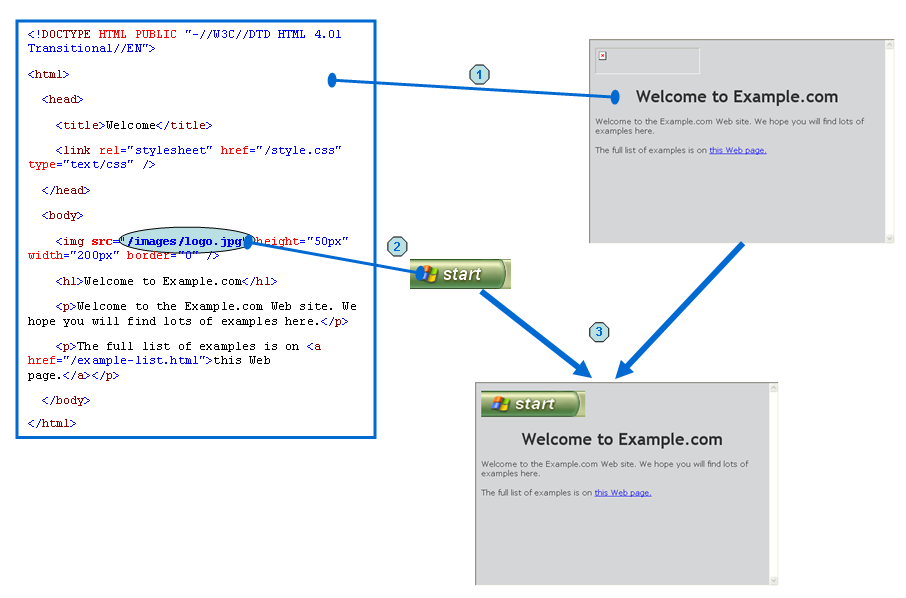 <!DOCTYPE HTML PUBLIC "-//W3C//DTD HTML 4.01
Transitional//EN">
<html>
<head>
<title>Welcome</title>
<link rel="stylesheet" href="/style.css"
type="text/css" />
</head>
<body>
<img src="/images/logo.jpg" height="50px"
width="200px" border="0" />
<hl>Welcome to Example.com</hl>
<p>Welcome to the Example.com Web site. We
hope you will find lots of examples here.</p>
<p>The full list of examples is on <a
href="/example-list.html">this Web
page.</a></p>
</body>
</html>
1
Welcome to Example.com
Welcome to the Example.com Web site. We hope you will find lots of
examples here.
The full list of examples is on this Web page.
2
start
3
start
Welcome to Example.com
Welcome to the Example.com Web site. We hope you will find lots of
examples here.
The full list of examples is on this Web page.